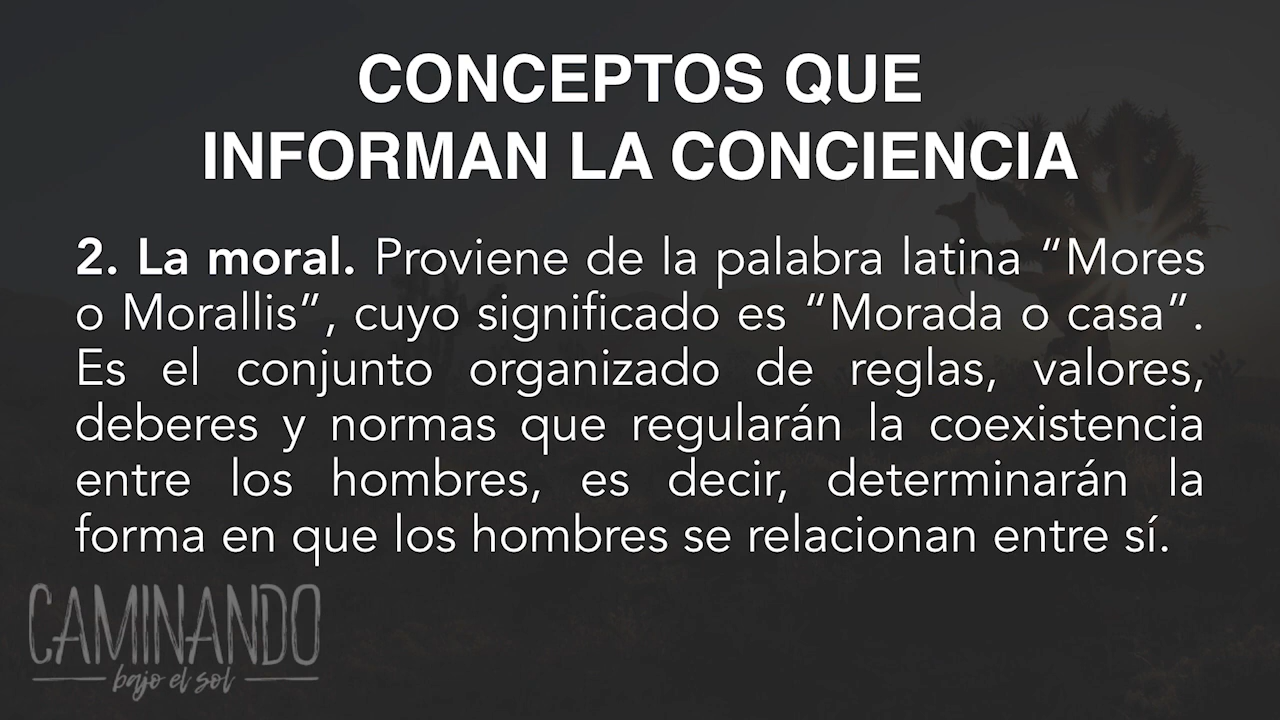 CONCEPTOS QUE
INFORMAN LA CONCIENCIA
2. La moral. Proviene de la palabra latina “Mores
o Morallis”, cuyo significado es “Morada o casa”.
Es el conjunto organizado de reglas, valores,
deberes y normas que regularán la coexistencia
entre los hombres, es decir, determinarán la
forma en que los hombres se relacionan entre sí.
CAMINANDO
bajo el sol